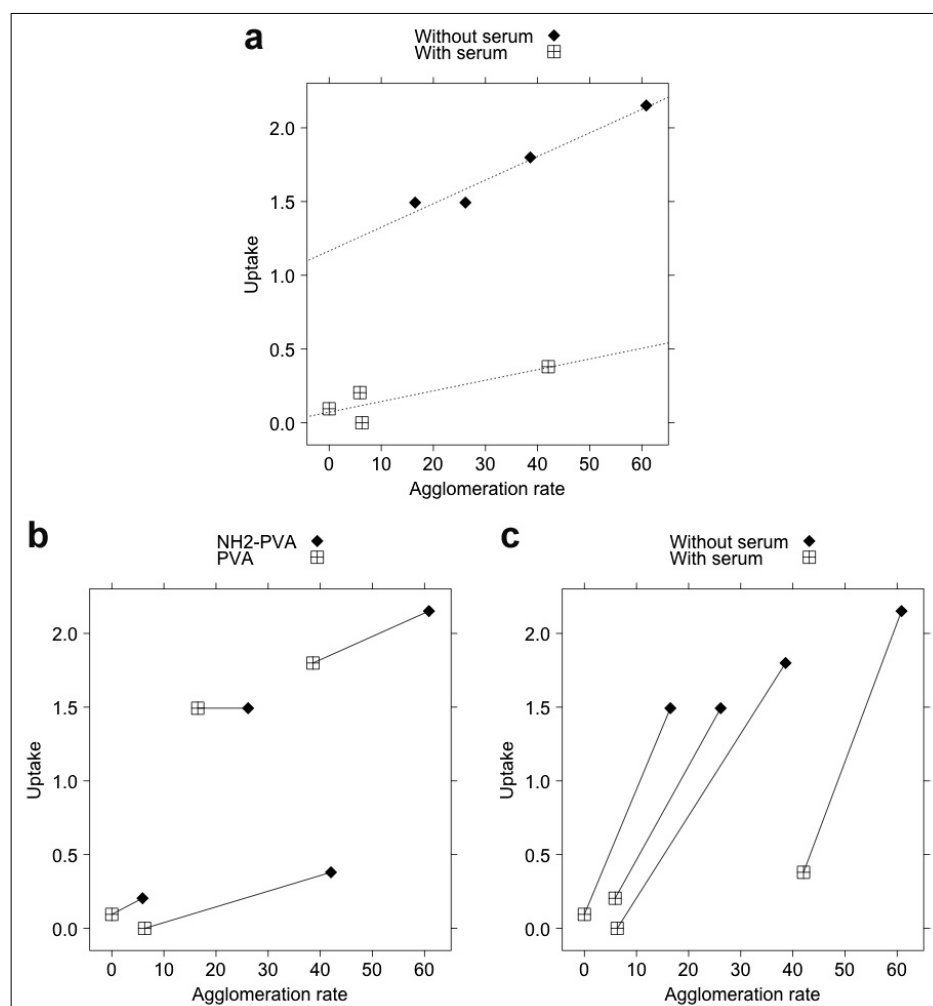 a
Without serum
With serum
2.0
1.5
1.0
0.5
0.0
Uptake
0 10 20 30 40 50 60
Agglomeration rate
b
NH2-PVA
PVA
2.0
1.5
1.0
0.5
0.0
Uptake
0 10 20 30 40 50 60
Agglomeration rate
c
Without serum
With serum
2.0
1.5
1.0
0.5
0.0
Uptake
0 10 20 30 40 50 60
Agglomeration rate